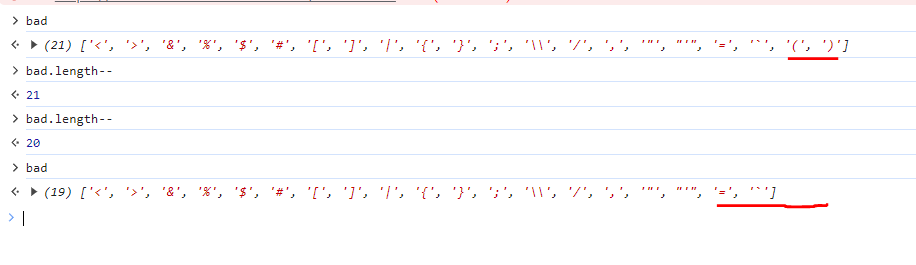 > bad
(21) ['<', '>', '&', '%', '$', '#', '[', ']', '|', '{', '}', ';', '\\', '/', ',', '"', "'", '=', '`', '(', ')']
> bad.length--
21
> bad.length--
20
> bad
(19) ['<', '>', '&', '%', '$', '#', '[', ']', '|', '{', '}', ';', '\\', '/', ',', '"', "'", '=', '`']
>